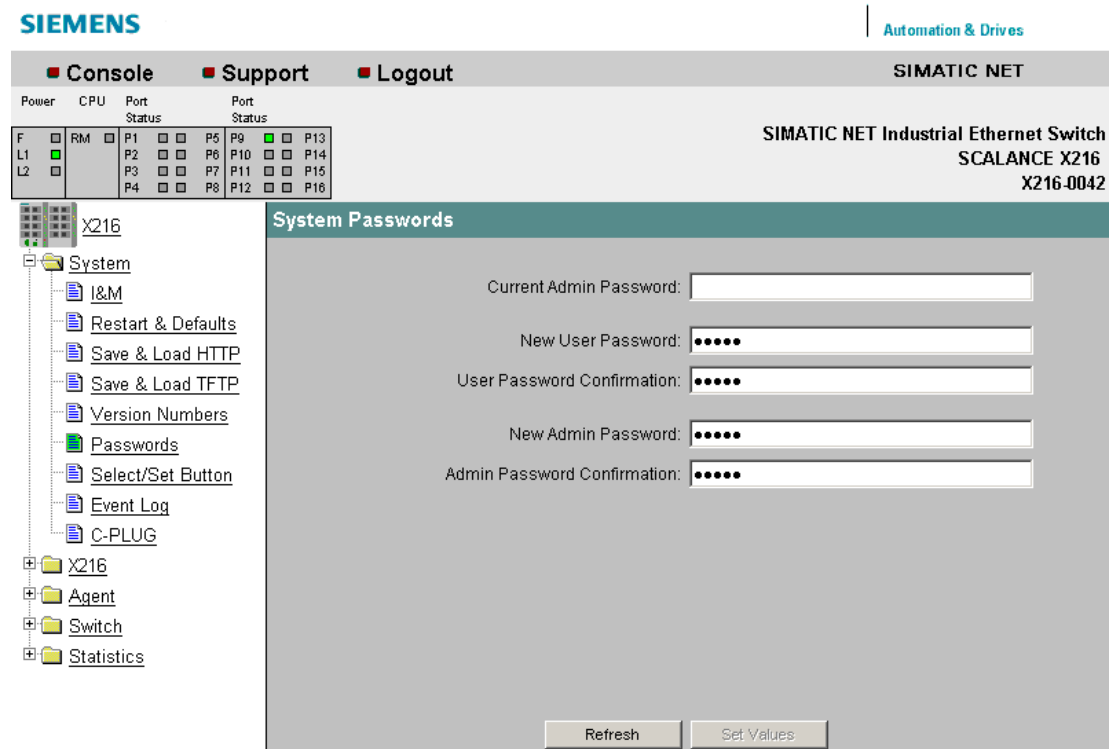 SIEMENS
Automation & Drives
Console Support Logout SIMATIC NET
Power CPU Port Status Port Status
F RM P1 P5 P9 P13
L1 P2 P6 P10 P14
L2 P3 P7 P11 P15
P4 P8 P12 P16
SIMATIC NET Industrial Ethernet Switch
SCALANCE X216
X216-0042
X216
System
I&M
Restart & Defaults
Save & Load HTTP
Save & Load TFTP
Version Numbers
Passwords
Select/Set Button
Event Log
C-PLUG
X216
Agent
Switch
Statistics
System Passwords
Current Admin Password:
New User Password: •••••
User Password Confirmation: •••••
New Admin Password: •••••
Admin Password Confirmation: •••••
Refresh Set Values